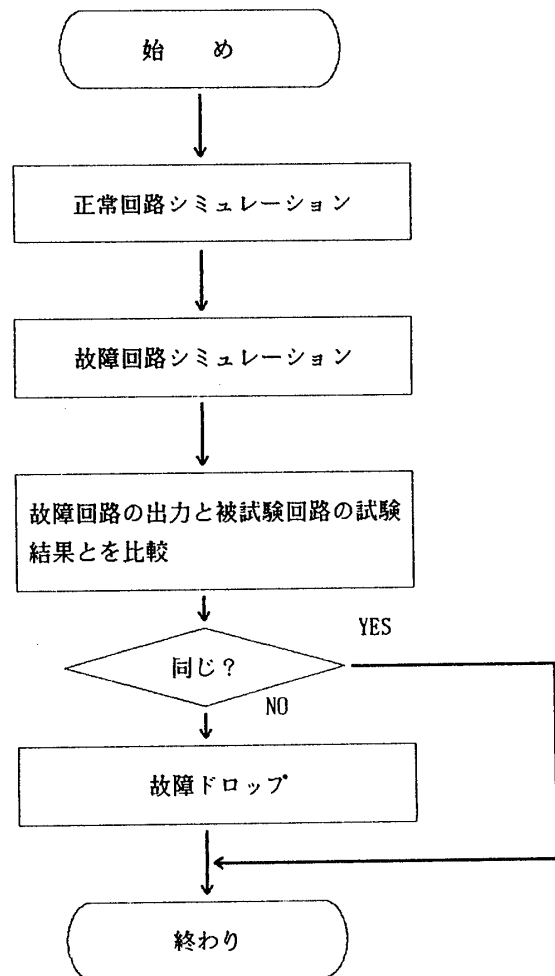 始　め
正常回路シミュレーション
故障回路シミュレーション
故障回路の出力と被試験回路の試験
結果とを比較
YES
同じ？
NO
故障ドロップ
終わり